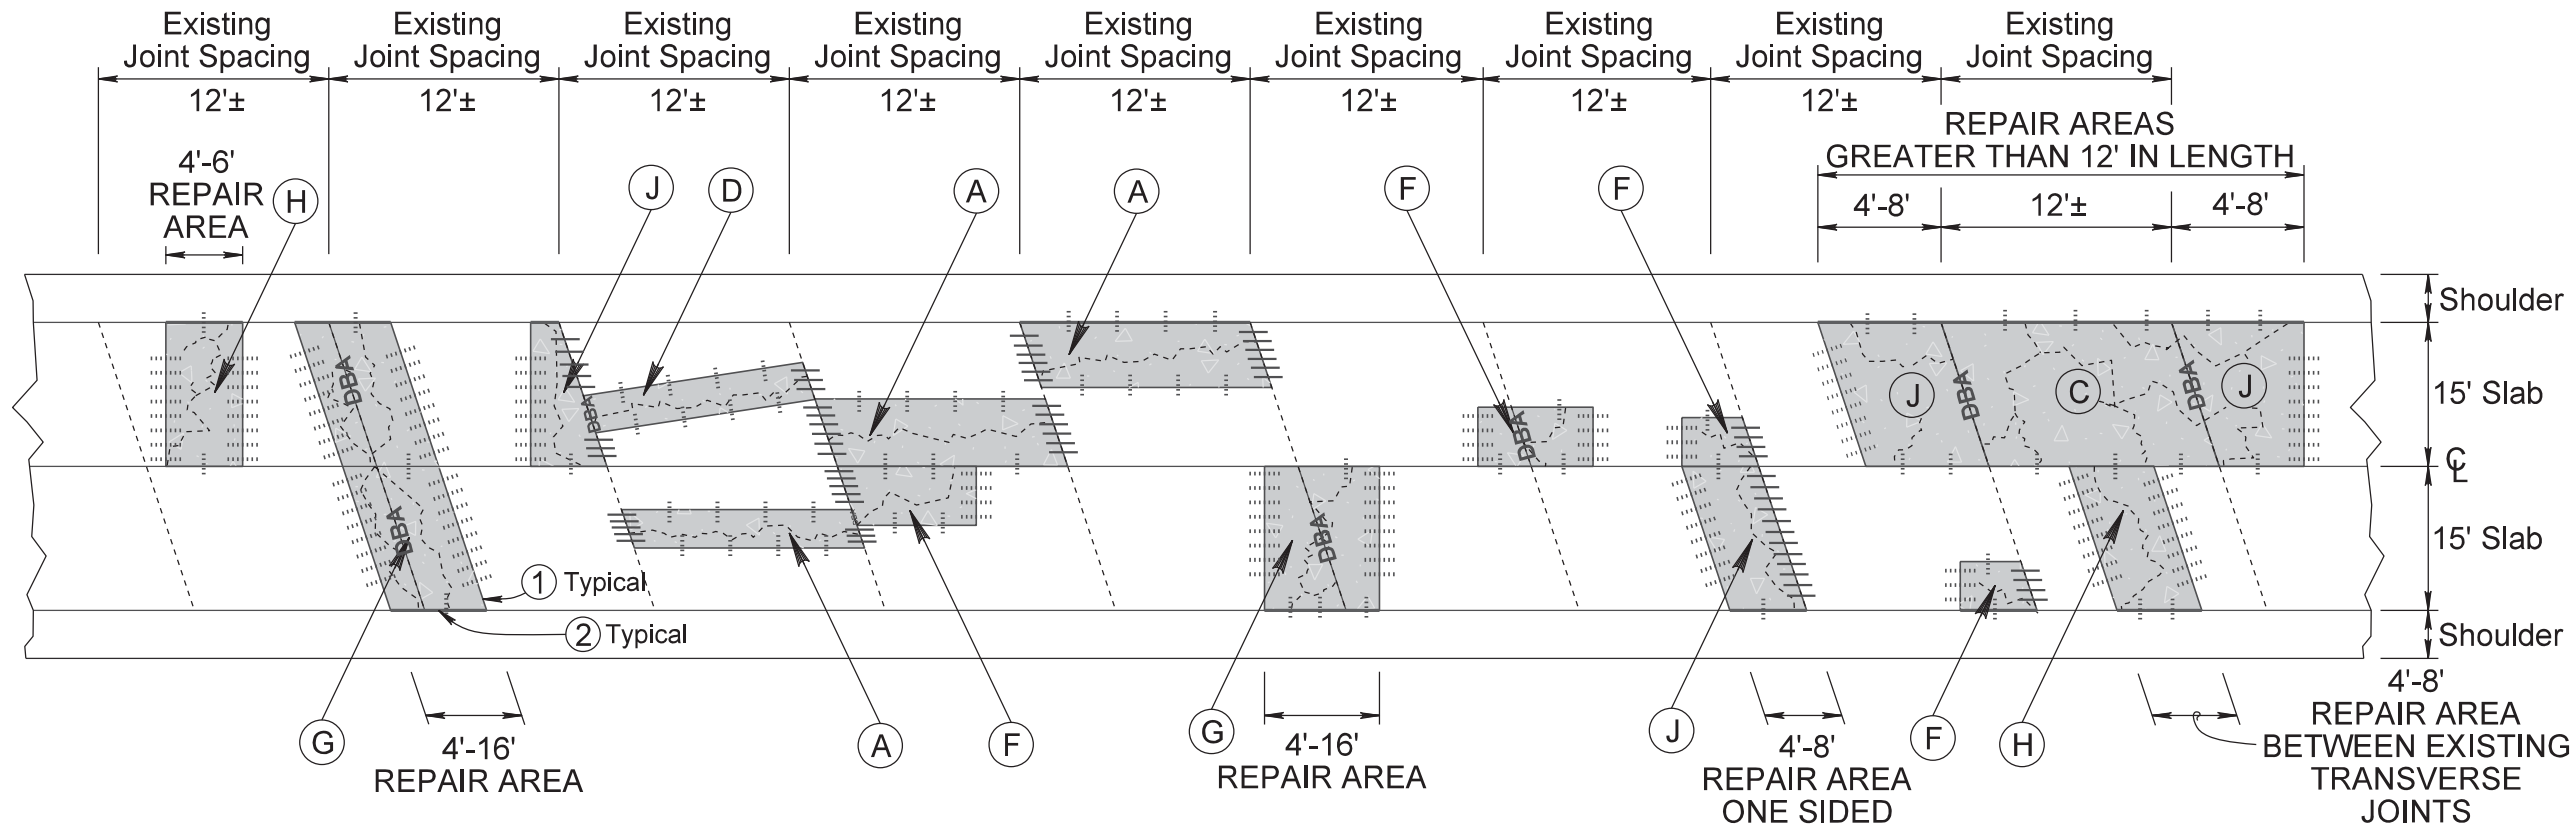 Existing
Joint Spacing
12'±
Existing
Joint Spacing
12'±
Existing
Joint Spacing
12'±
Existing
Joint Spacing
12'±
Existing
Joint Spacing
12'±
Existing
Joint Spacing
12'±
Existing
Joint Spacing
12'±
Existing
Joint Spacing
12'±
Existing
Joint Spacing
REPAIR AREAS
GREATER THAN 12' IN LENGTH
4'-8'
12'±
4'-8'
4'-6'
REPAIR
AREA
H
J
D
A
A
F
F
DBA
DBA
DBA
DBA
DBA
J
DBA
C
DBA
J
DBA
Shoulder
15' Slab
℄
15' Slab
Shoulder
1 Typical
2 Typical
G
4'-16'
REPAIR AREA
A
F
G
4'-16'
REPAIR AREA
J
4'-8'
REPAIR AREA
ONE SIDED
F
H
4'-8'
REPAIR AREA
BETWEEN EXISTING
TRANSVERSE
JOINTS